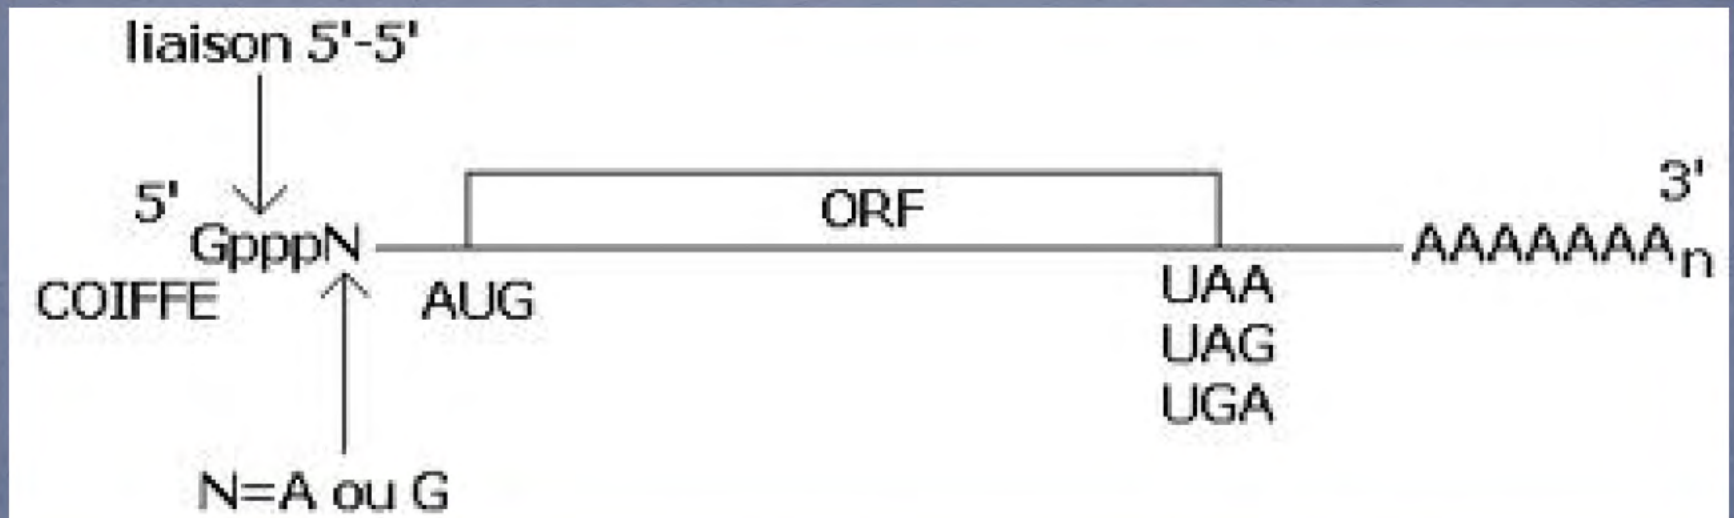 liaison 5'-5'
5'
3'
ORF
GpppN
AAAAAAAn
COIFFE
AUG
UAA
UAG
UGA
N=A ou G